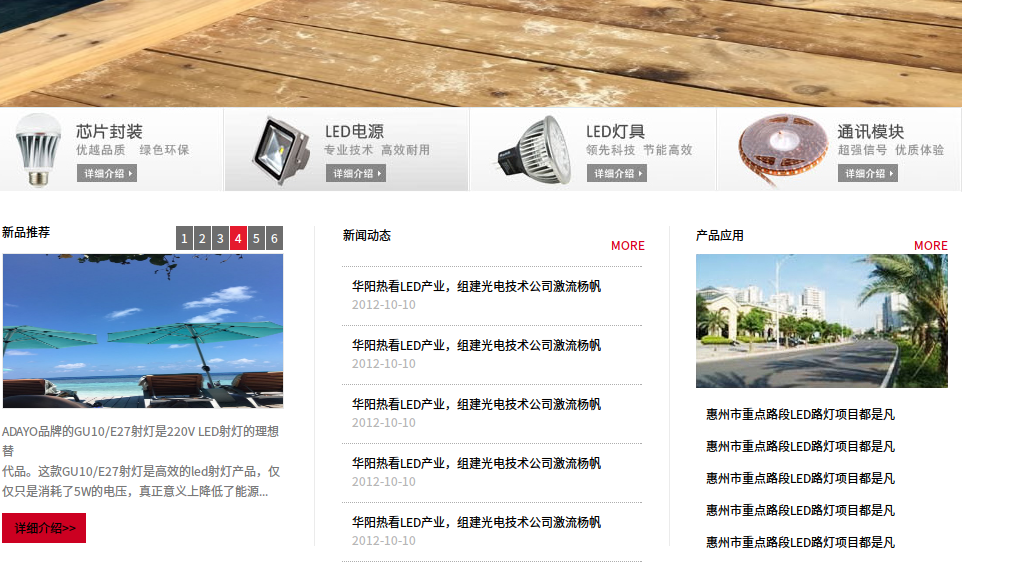 芯片封装
优越品质 绿色环保
详细介绍
LED电源
专业技术 高效耐用
详细介绍
LED灯具
领先科技 节能高效
详细介绍
通讯模块
超强信号 优质体验
详细介绍
新品推荐
1 2 3 4 5 6
ADAYO品牌的GU10/E27射灯是220V LED射灯的理想
替
代品。这款GU10/E27射灯是高效的led射灯产品，仅
仅只是消耗了5W的电压，真正意义上降低了能源...
详细介绍>>
新闻动态
MORE
华阳热看LED产业，组建光电技术公司激流杨帆
2012-10-10
华阳热看LED产业，组建光电技术公司激流杨帆
2012-10-10
华阳热看LED产业，组建光电技术公司激流杨帆
2012-10-10
华阳热看LED产业，组建光电技术公司激流杨帆
2012-10-10
华阳热看LED产业，组建光电技术公司激流杨帆
2012-10-10
产品应用
MORE
惠州市重点路段LED路灯项目都是凡
惠州市重点路段LED路灯项目都是凡
惠州市重点路段LED路灯项目都是凡
惠州市重点路段LED路灯项目都是凡
惠州市重点路段LED路灯项目都是凡